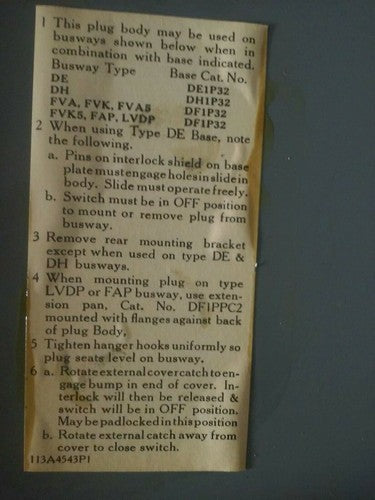 1 This plug body may be used on
busways shown below when in
combination with base indicated.
Busway Type Base Cat. No.
DE DE1P32
DH DH1P32
FVA, FVK, FVA5 DF1P32
FVK5, FAP, LVDP DF1P32
2 When using Type DE Base, note
the following.
a. Pins on interlock shield on base
plate must engage holes in slide in
body. Slide must operate freely.
b. Switch must be in OFF position
to mount or remove plug from
busway.
3 Remove rear mounting bracket
except when used on type DE &
DH busways.
4 When mounting plug on type
LVDP or FAP busway, use exten-
sion pan, Cat. No. DF1PPC2
mounted with flanges against back
of plug Body.
5 Tighten hanger hooks uniformly so
plug seats level on busway.
6 a. Rotate external cover catch to en-
gage bump in end of cover. In-
terlock will then be released &
switch will be in OFF position.
May be padlocked in this position
b. Rotate external catch away from
cover to close switch.
113A4543P1